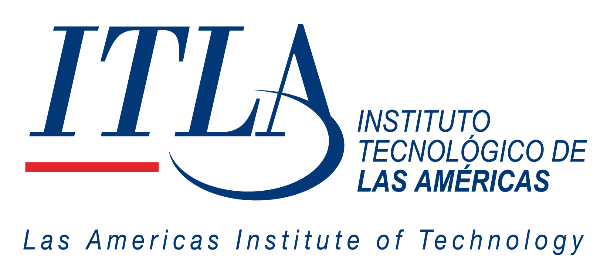 ITLA
INSTITUTO
TECNOLÓGICO DE
LAS AMÉRICAS
Las Americas Institute of Technology